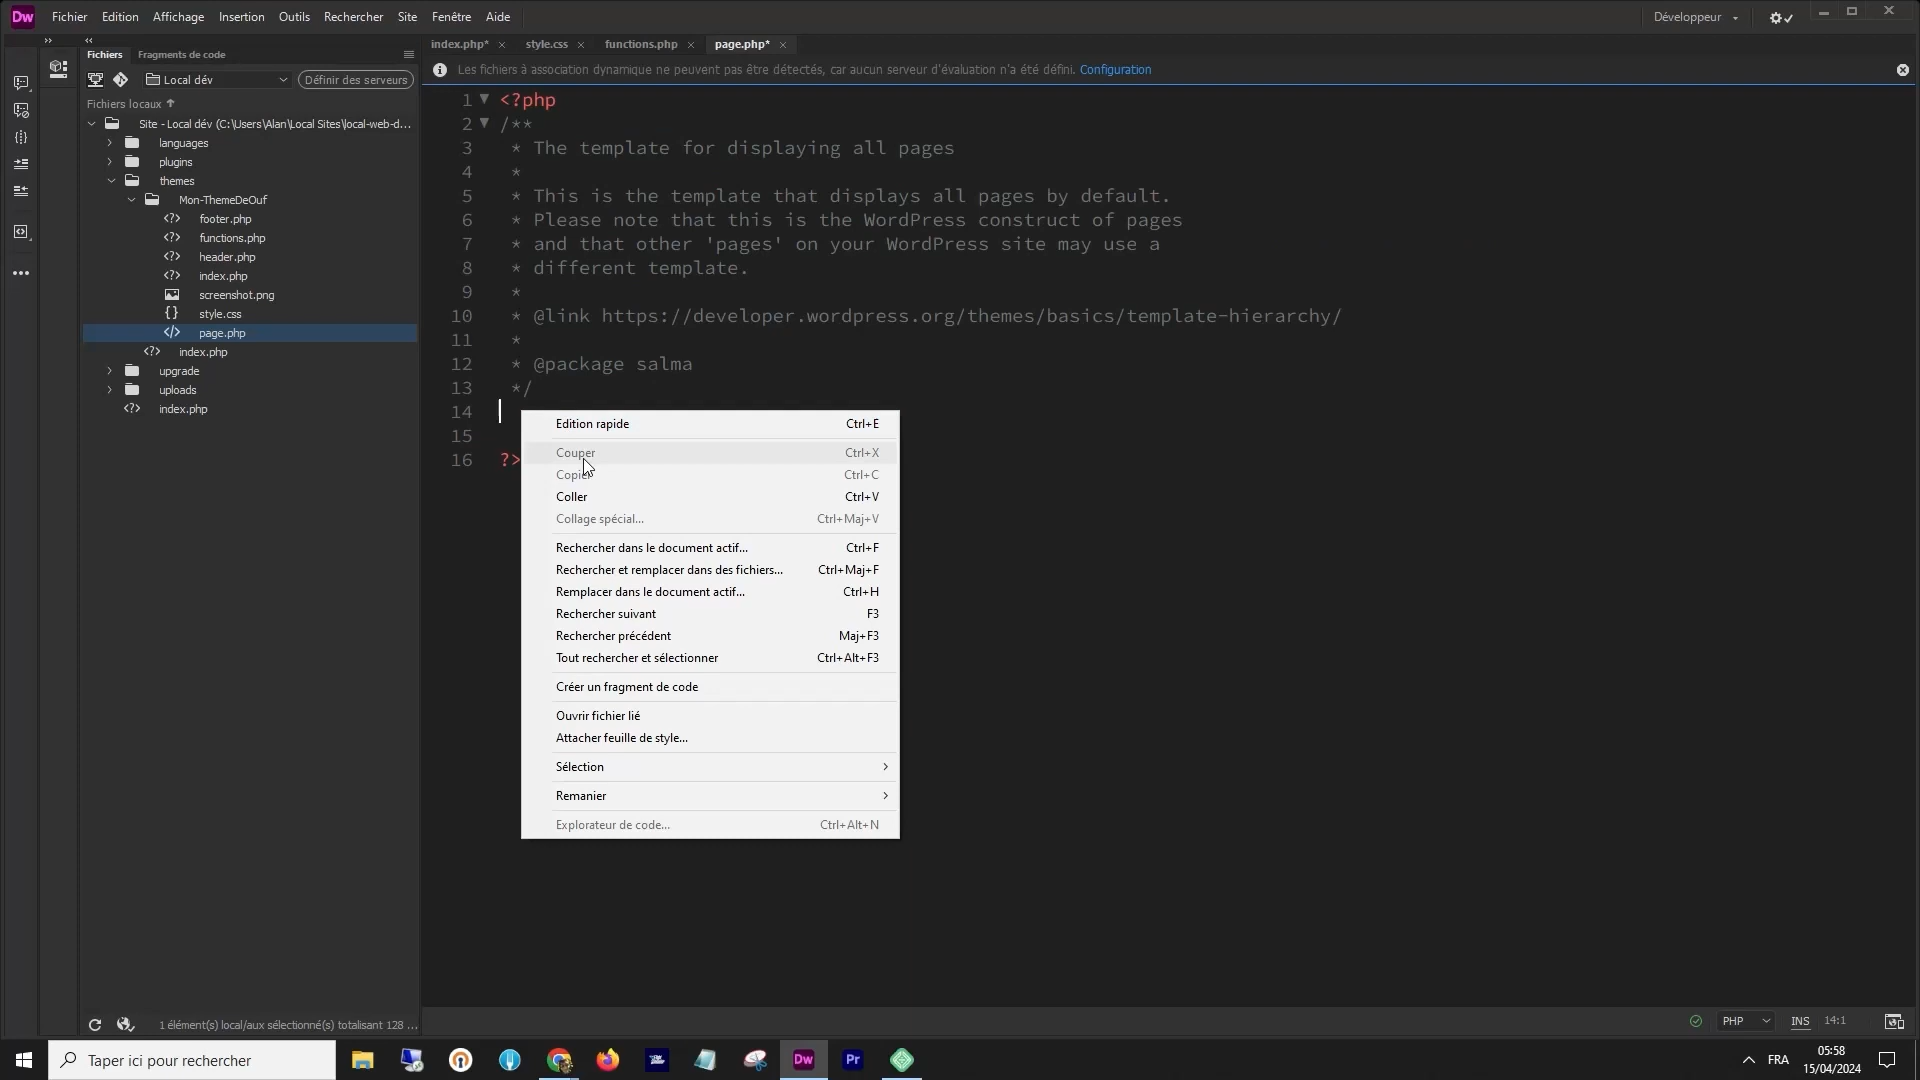 Dw
Fichier
Edition
Affichage
Insertion
Outils
Rechercher
Site
Fenêtre
Aide
Développeur
Fichiers
Fragments de code
index.php*
style.css
functions.php
page.php*
Local dév
Définir des serveurs
Les fichiers à association dynamique ne peuvent pas être détectés, car aucun serveur d'évaluation n'a été défini. Configuration
Fichiers locaux
Site - Local dév (C:\Users\Alan\Local Sites\local-web-d...
languages
plugins
themes
Mon-ThemeDeOuf
footer.php
functions.php
header.php
index.php
screenshot.png
style.css
page.php
index.php
upgrade
uploads
index.php
1 <?php
2 /**
3 * The template for displaying all pages
4 *
5 * This is the template that displays all pages by default.
6 * Please note that this is the WordPress construct of pages
7 * and that other 'pages' on your WordPress site may use a
8 * different template.
9 *
10 * @link https://developer.wordpress.org/themes/basics/template-hierarchy/
11 *
12 * @package salma
13 */
14
15
16 ?>
Edition rapide Ctrl+E
Couper Ctrl+X
Copier Ctrl+C
Coller Ctrl+V
Collage spécial... Ctrl+Maj+V
Rechercher dans le document actif... Ctrl+F
Rechercher et remplacer dans des fichiers... Ctrl+Maj+F
Remplacer dans le document actif... Ctrl+H
Rechercher suivant F3
Rechercher précédent Maj+F3
Tout rechercher et sélectionner Ctrl+Alt+F3
Créer un fragment de code
Ouvrir fichier lié
Attacher feuille de style...
Sélection
Remanier
Explorateur de code... Ctrl+Alt+N
1 élément(s) local/aux sélectionné(s) totalisant 128 ...
PHP
INS
14:1
Taper ici pour rechercher
Dw
Pr
FRA
05:58
15/04/2024